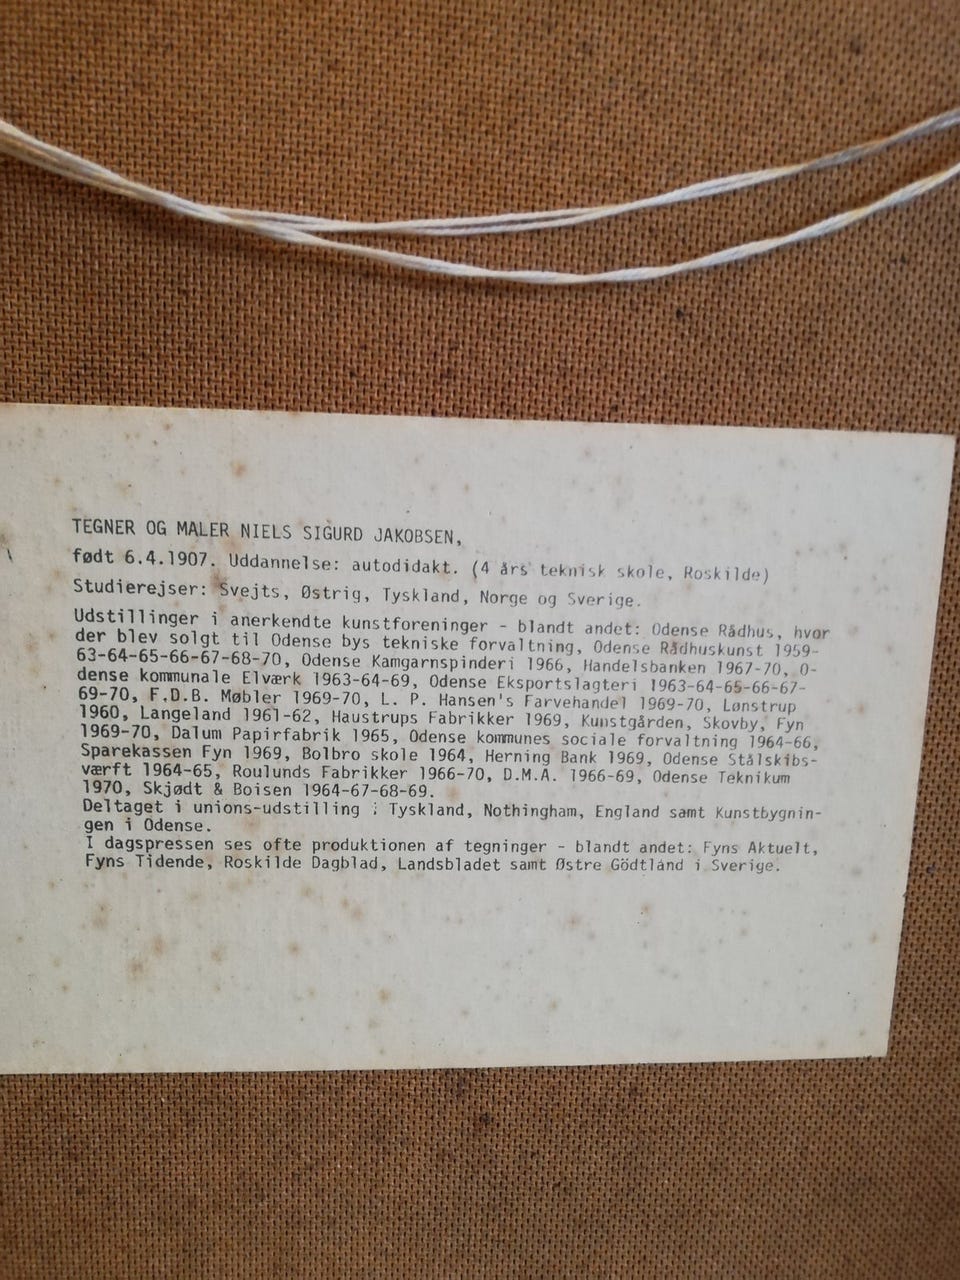 TEGNER OG MALER NIELS SIGURD JAKOBSEN,
født 6.4.1907. Uddannelse: autodidakt. (4 års teknisk skole, Roskilde)
Studierejser: Svejts, Østrig, Tyskland, Norge og Sverige.
Udstillinger i anerkendte kunstforeninger - blandt andet: Odense Rådhus, hvor
der blev solgt til Odense bys tekniske forvaltning, Odense Rådhuskunst 1959-
63-64-65-66-67-68-70, Odense Kamgarnspinderi 1966, Handelsbanken 1967-70, O-
dense kommunale Elværk 1963-64-69, Odense Eksportslagteri 1963-64-65-66-67-
69-70, F.D.B. Møbler 1969-70, L. P. Hansen's Farvehandel 1969-70, Lønstrup
1960, Langeland 1961-62, Haustrups Fabrikker 1969, Kunstgården, Skovby, Fyn
1969-70, Dalum Papirfabrik 1965, Odense kommunes sociale forvaltning 1964-66,
Sparekassen Fyn 1969, Bolbro skole 1964, Herning Bank 1969, Odense Stålskibs-
værft 1964-65, Roulunds Fabrikker 1966-70, D.M.A. 1966-69, Odense Teknikum
1970, Skjødt & Boisen 1964-67-68-69.
Deltaget i unions-udstilling i Tyskland, Nothingham, England samt Kunstbygnin-
gen i Odense.
I dagspressen ses ofte produktionen af tegninger - blandt andet: Fyns Aktuelt,
Fyns Tidende, Roskilde Dagblad, Landsbladet samt Østre Gödtland i Sverige.